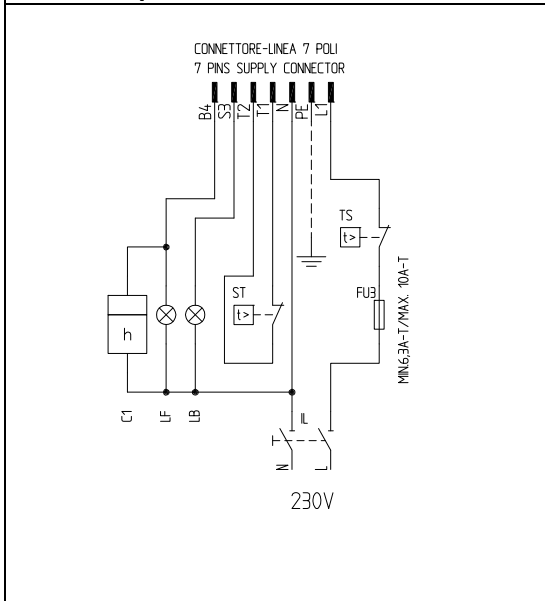 CONNETTORE-LINEA 7 POLI
7 PINS SUPPLY CONNECTOR
B4
S3
T2
T1
N
PE
L1
TS
t>
ST
t>
FU3
MIN.6,3A-T/MAX. 10A-T
h
C1
LF
LB
IL
N
L
230V